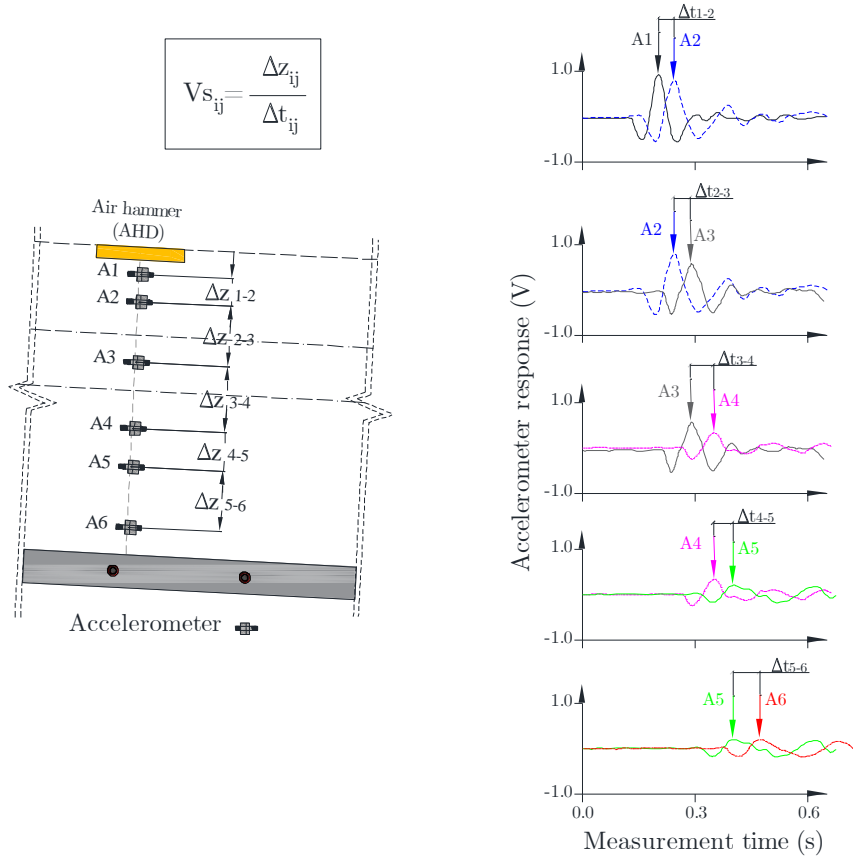 Vs_ij = Δz_ij / Δt_ij
Air hammer
(AHD)
A1
A2
A3
A4
A5
A6
Δz 1-2
Δz 2-3
Δz 3-4
Δz 4-5
Δz 5-6
Accelerometer
Accelerometer response (V)
Δt1-2
A1
A2
1.0
-1.0
Δt2-3
A2
A3
1.0
-1.0
Δt3-4
A3
A4
1.0
-1.0
Δt4-5
A4
A5
1.0
-1.0
Δt5-6
A5
A6
1.0
-1.0
0.0
0.3
0.6
Measurement time (s)